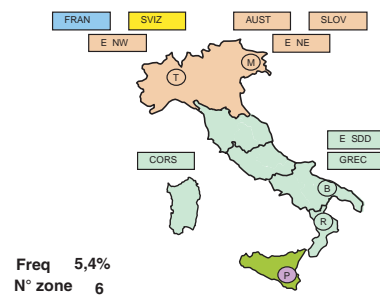 FRAN SVIZ AUST SLOV
E NW E NE
M
T
E SDD
CORS GREC
B
R
P
Freq 5,4%
N° zone 6